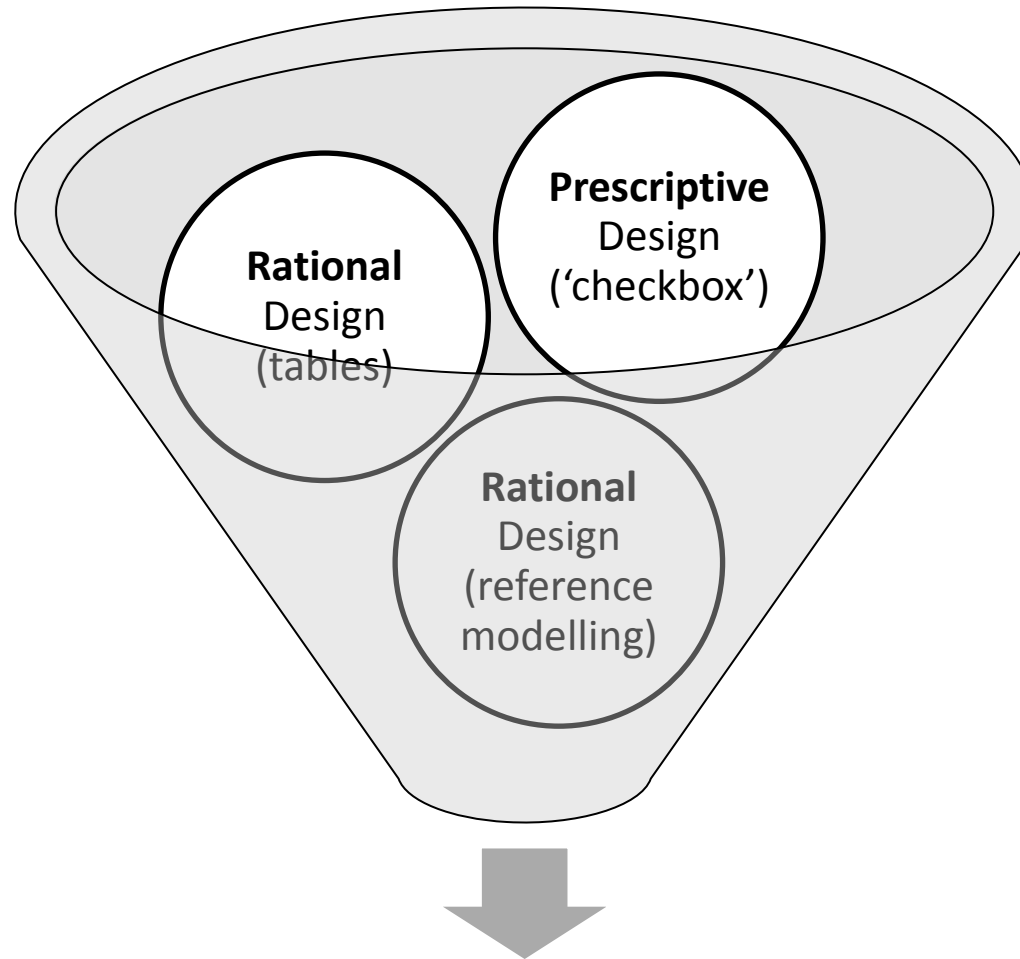 Prescriptive
Design
(‘checkbox’)
Rational
Design
(tables)
Rational
Design
(reference
modelling)